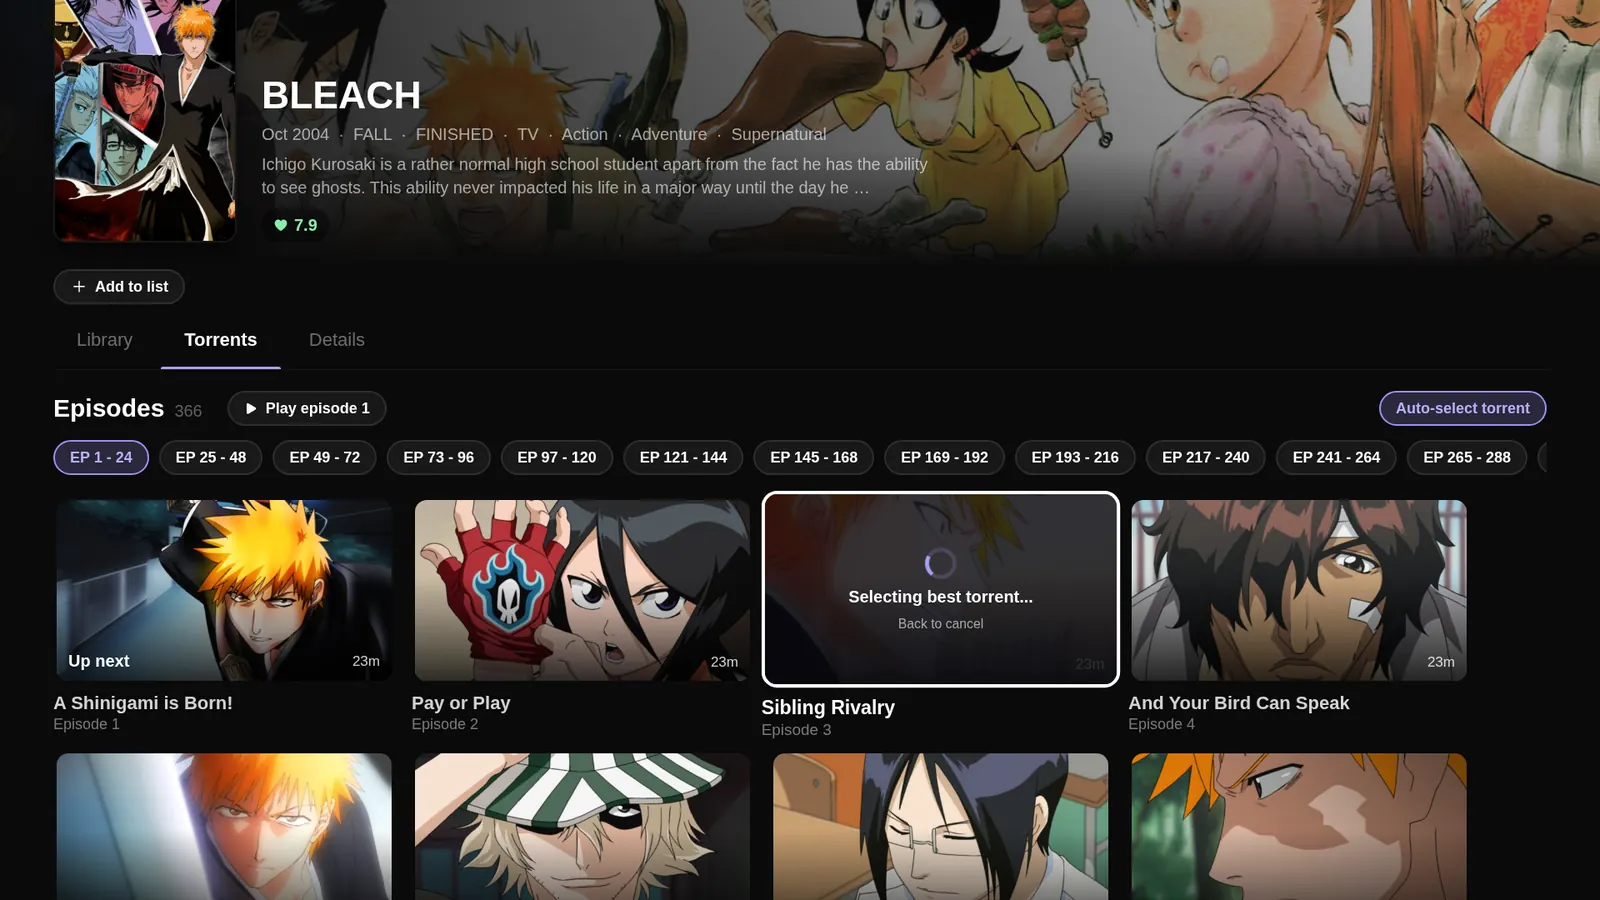 BLEACH
Oct 2004 · FALL · FINISHED · TV · Action · Adventure · Supernatural
Ichigo Kurosaki is a rather normal high school student apart from the fact he has the ability
to see ghosts. This ability never impacted his life in a major way until the day he …
7.9
Add to list
Library Torrents Details
Episodes 366 Play episode 1 Auto-select torrent
EP 1 - 24 EP 25 - 48 EP 49 - 72 EP 73 - 96 EP 97 - 120 EP 121 - 144 EP 145 - 168 EP 169 - 192 EP 193 - 216 EP 217 - 240 EP 241 - 264 EP 265 - 288
Up next 23m
23m
Selecting best torrent...
Back to cancel
23m
23m
A Shinigami is Born!
Episode 1
Pay or Play
Episode 2
Sibling Rivalry
Episode 3
And Your Bird Can Speak
Episode 4